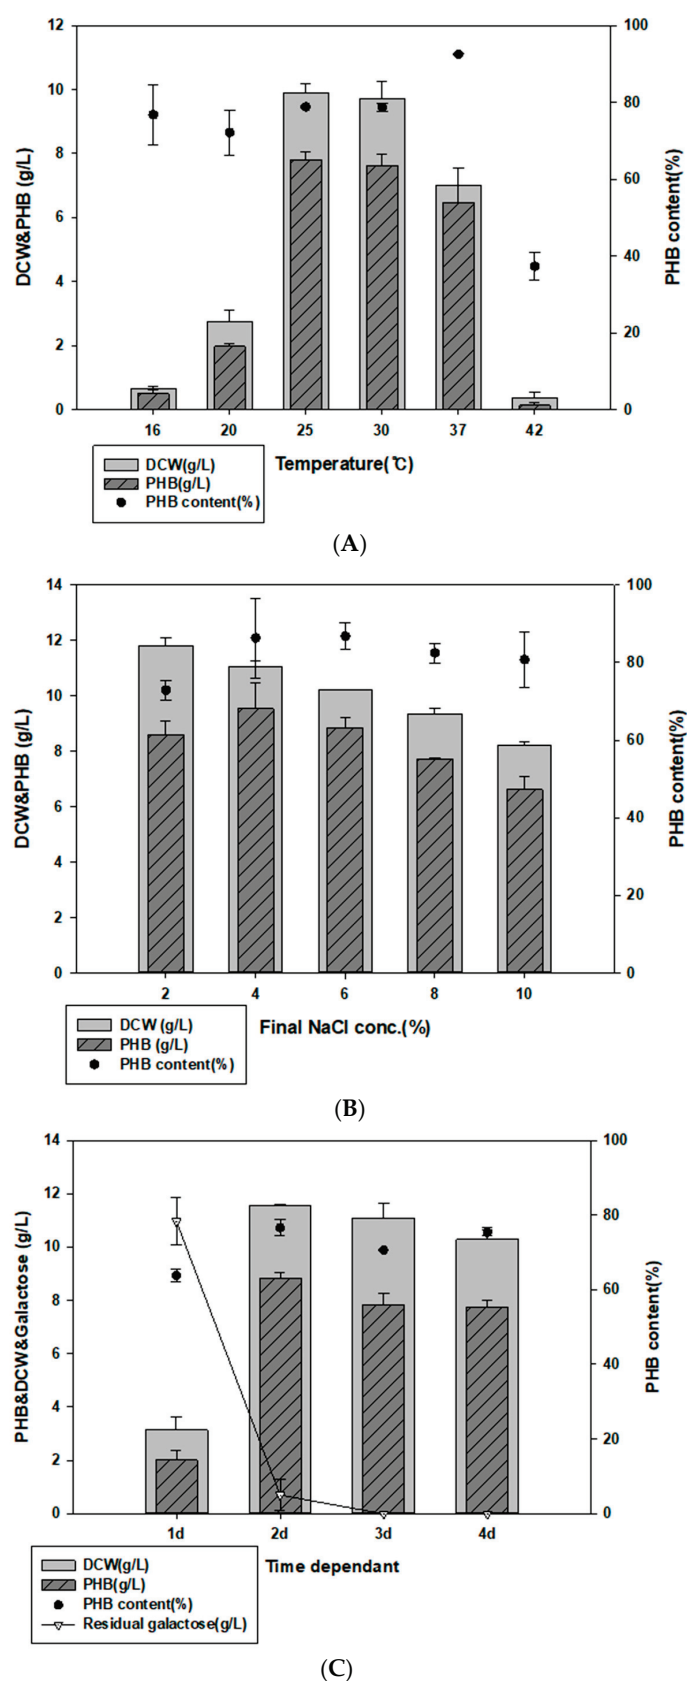 12
10
8
6
4
2
0
DCW&PHB (g/L)
100
80
60
40
20
0
PHB content(%)
16 20 25 30 37 42
Temperature(℃)
DCW(g/L)
PHB(g/L)
PHB content(%)
(A)
14
12
10
8
6
4
2
0
DCW&PHB (g/L)
100
80
60
40
20
0
PHB content(%)
2 4 6 8 10
Final NaCl conc.(%)
DCW (g/L)
PHB (g/L)
PHB content(%)
(B)
14
12
10
8
6
4
2
0
PHB&DCW&Galactose (g/L)
100
80
60
40
20
0
PHB content(%)
1d 2d 3d 4d
Time dependant
DCW(g/L)
PHB(g/L)
PHB content(%)
Residual galactose(g/L)
(C)